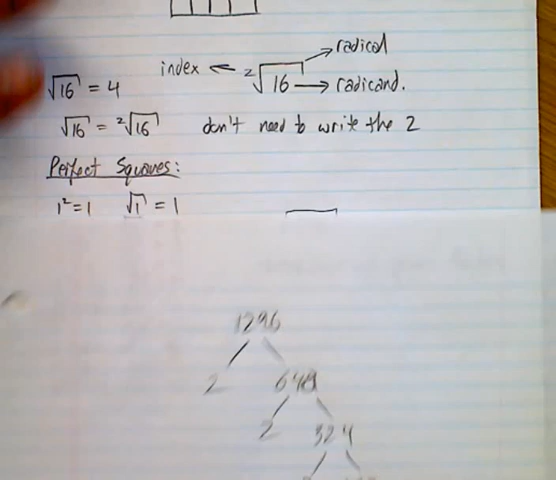 radical
√16 = 4 index ← ²√16 → radicand.
√16 = ²√16 don't need to write the 2
Perfect Squares:
1² = 1 √1 = 1
1296
2 648
2 324